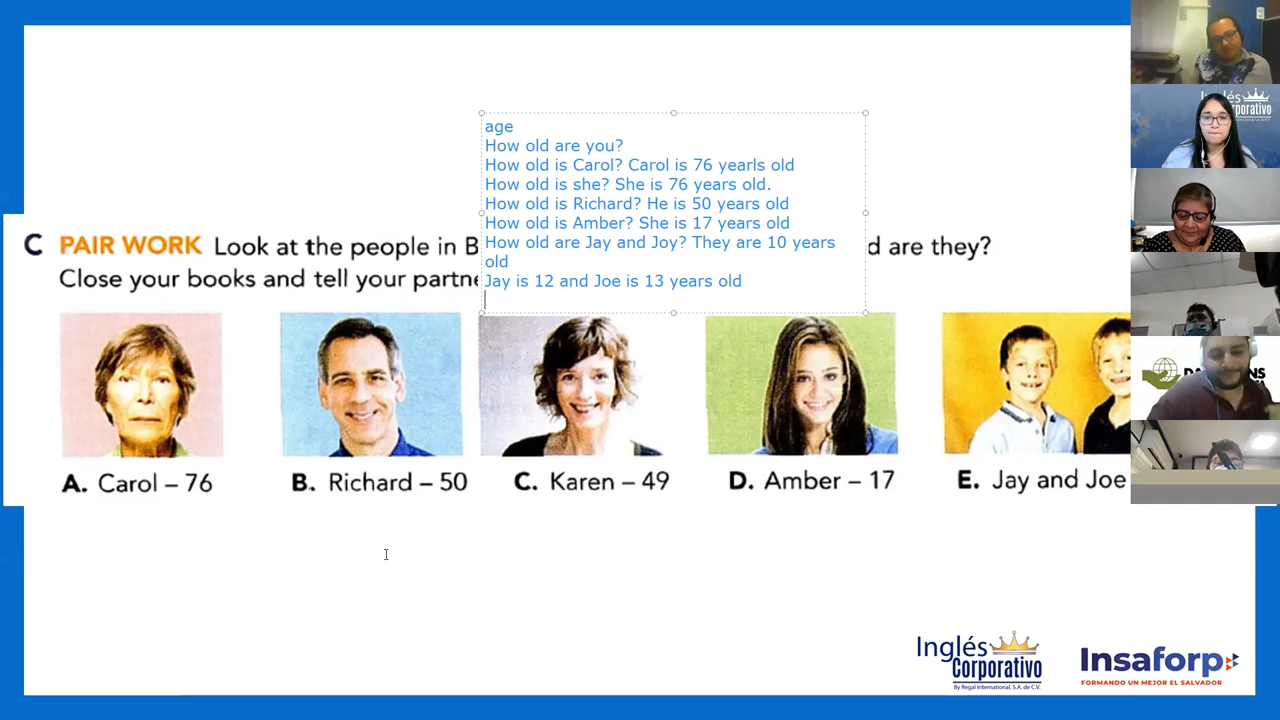 age
How old are you?
How old is Carol? Carol is 76 yearls old
How old is she? She is 76 years old.
How old is Richard? He is 50 years old
How old is Amber? She is 17 years old
How old are Jay and Joy? They are 10 years
old
Jay is 12 and Joe is 13 years old
C PAIR WORK Look at the people in B d are they?
Close your books and tell your partne
A. Carol – 76
B. Richard – 50
C. Karen – 49
D. Amber – 17
E. Jay and Joe
Inglés
Corporativo
By Regal International, S.A. de C.V.
Insaforp
FORMANDO UN MEJOR EL SALVADOR